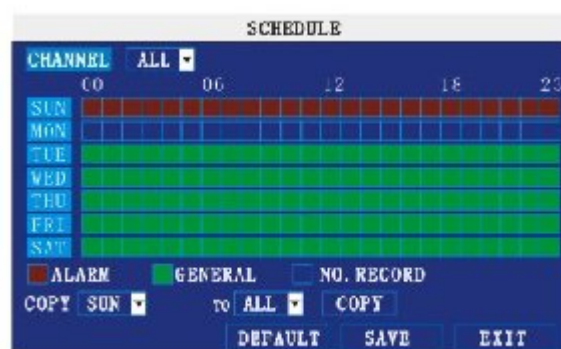 SCHEDULE
CHANNEL ALL
00 06 12 18 23
SUN
MON
TUE
WED
THU
FRI
SAT
ALARM GENERAL NO. RECORD
COPY SUN TO ALL COPY
DEFAULT SAVE EXIT